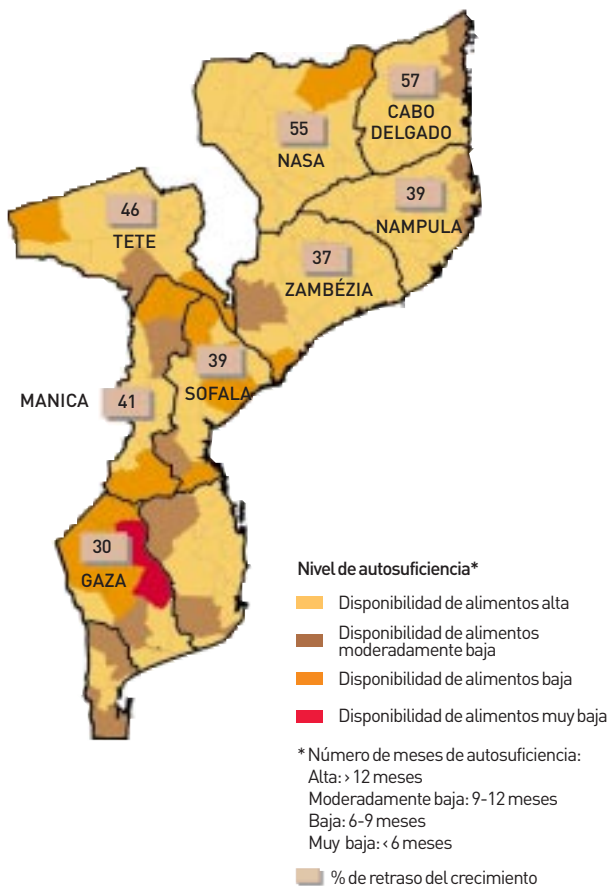 57
CABO
DELGADO
55
NASA
39
NAMPULA
46
TETE
37
ZAMBÉZIA
39
SOFALA
MANICA 41
30
GAZA
Nivel de autosuficiencia*
Disponibilidad de alimentos alta
Disponibilidad de alimentos
moderadamente baja
Disponibilidad de alimentos baja
Disponibilidad de alimentos muy baja
* Número de meses de autosuficiencia:
Alta: › 12 meses
Moderadamente baja: 9-12 meses
Baja: 6-9 meses
Muy baja: ‹ 6 meses
% de retraso del crecimiento